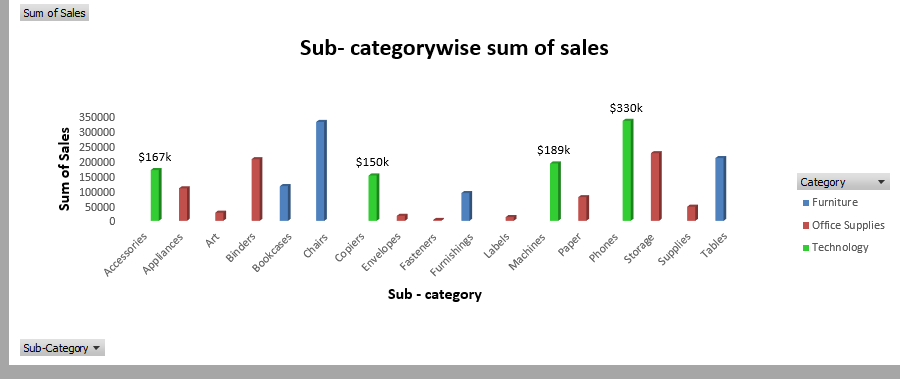 Sum of Sales
Sub- categorywise sum of sales
Sum of Sales
350000
300000
250000
200000
150000
100000
50000
0
$167k
$150k
$189k
$330k
Accessories
Appliances
Art
Binders
Bookcases
Chairs
Copiers
Envelopes
Fasteners
Furnishings
Labels
Machines
Paper
Phones
Storage
Supplies
Tables
Sub - category
Category
Furniture
Office Supplies
Technology
Sub-Category